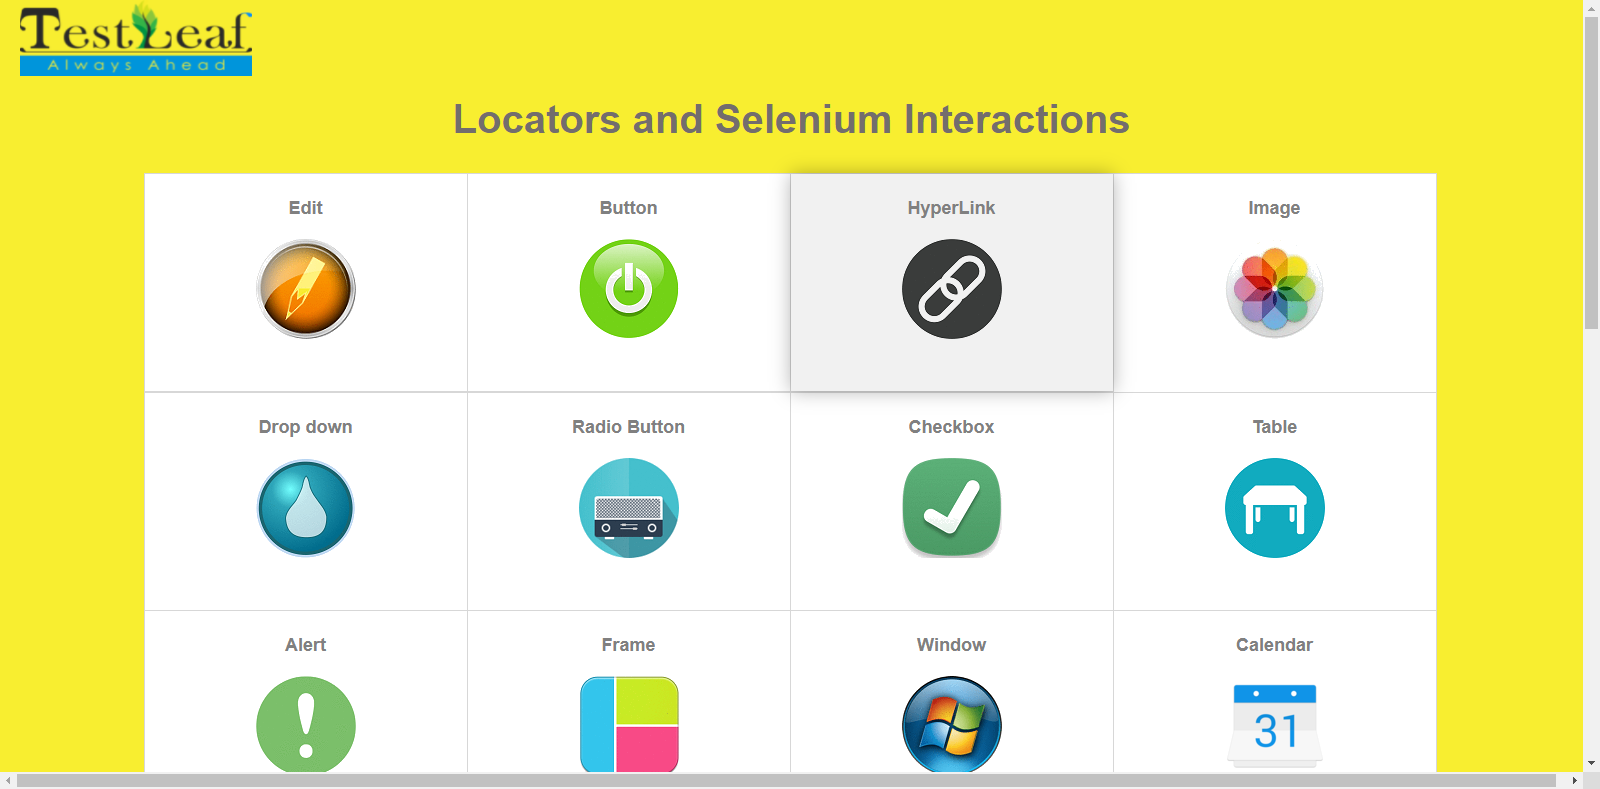 TestLeaf
Always Ahead
Locators and Selenium Interactions
Edit
Button
HyperLink
Image
Drop down
Radio Button
Checkbox
Table
Alert
Frame
Window
Calendar
31